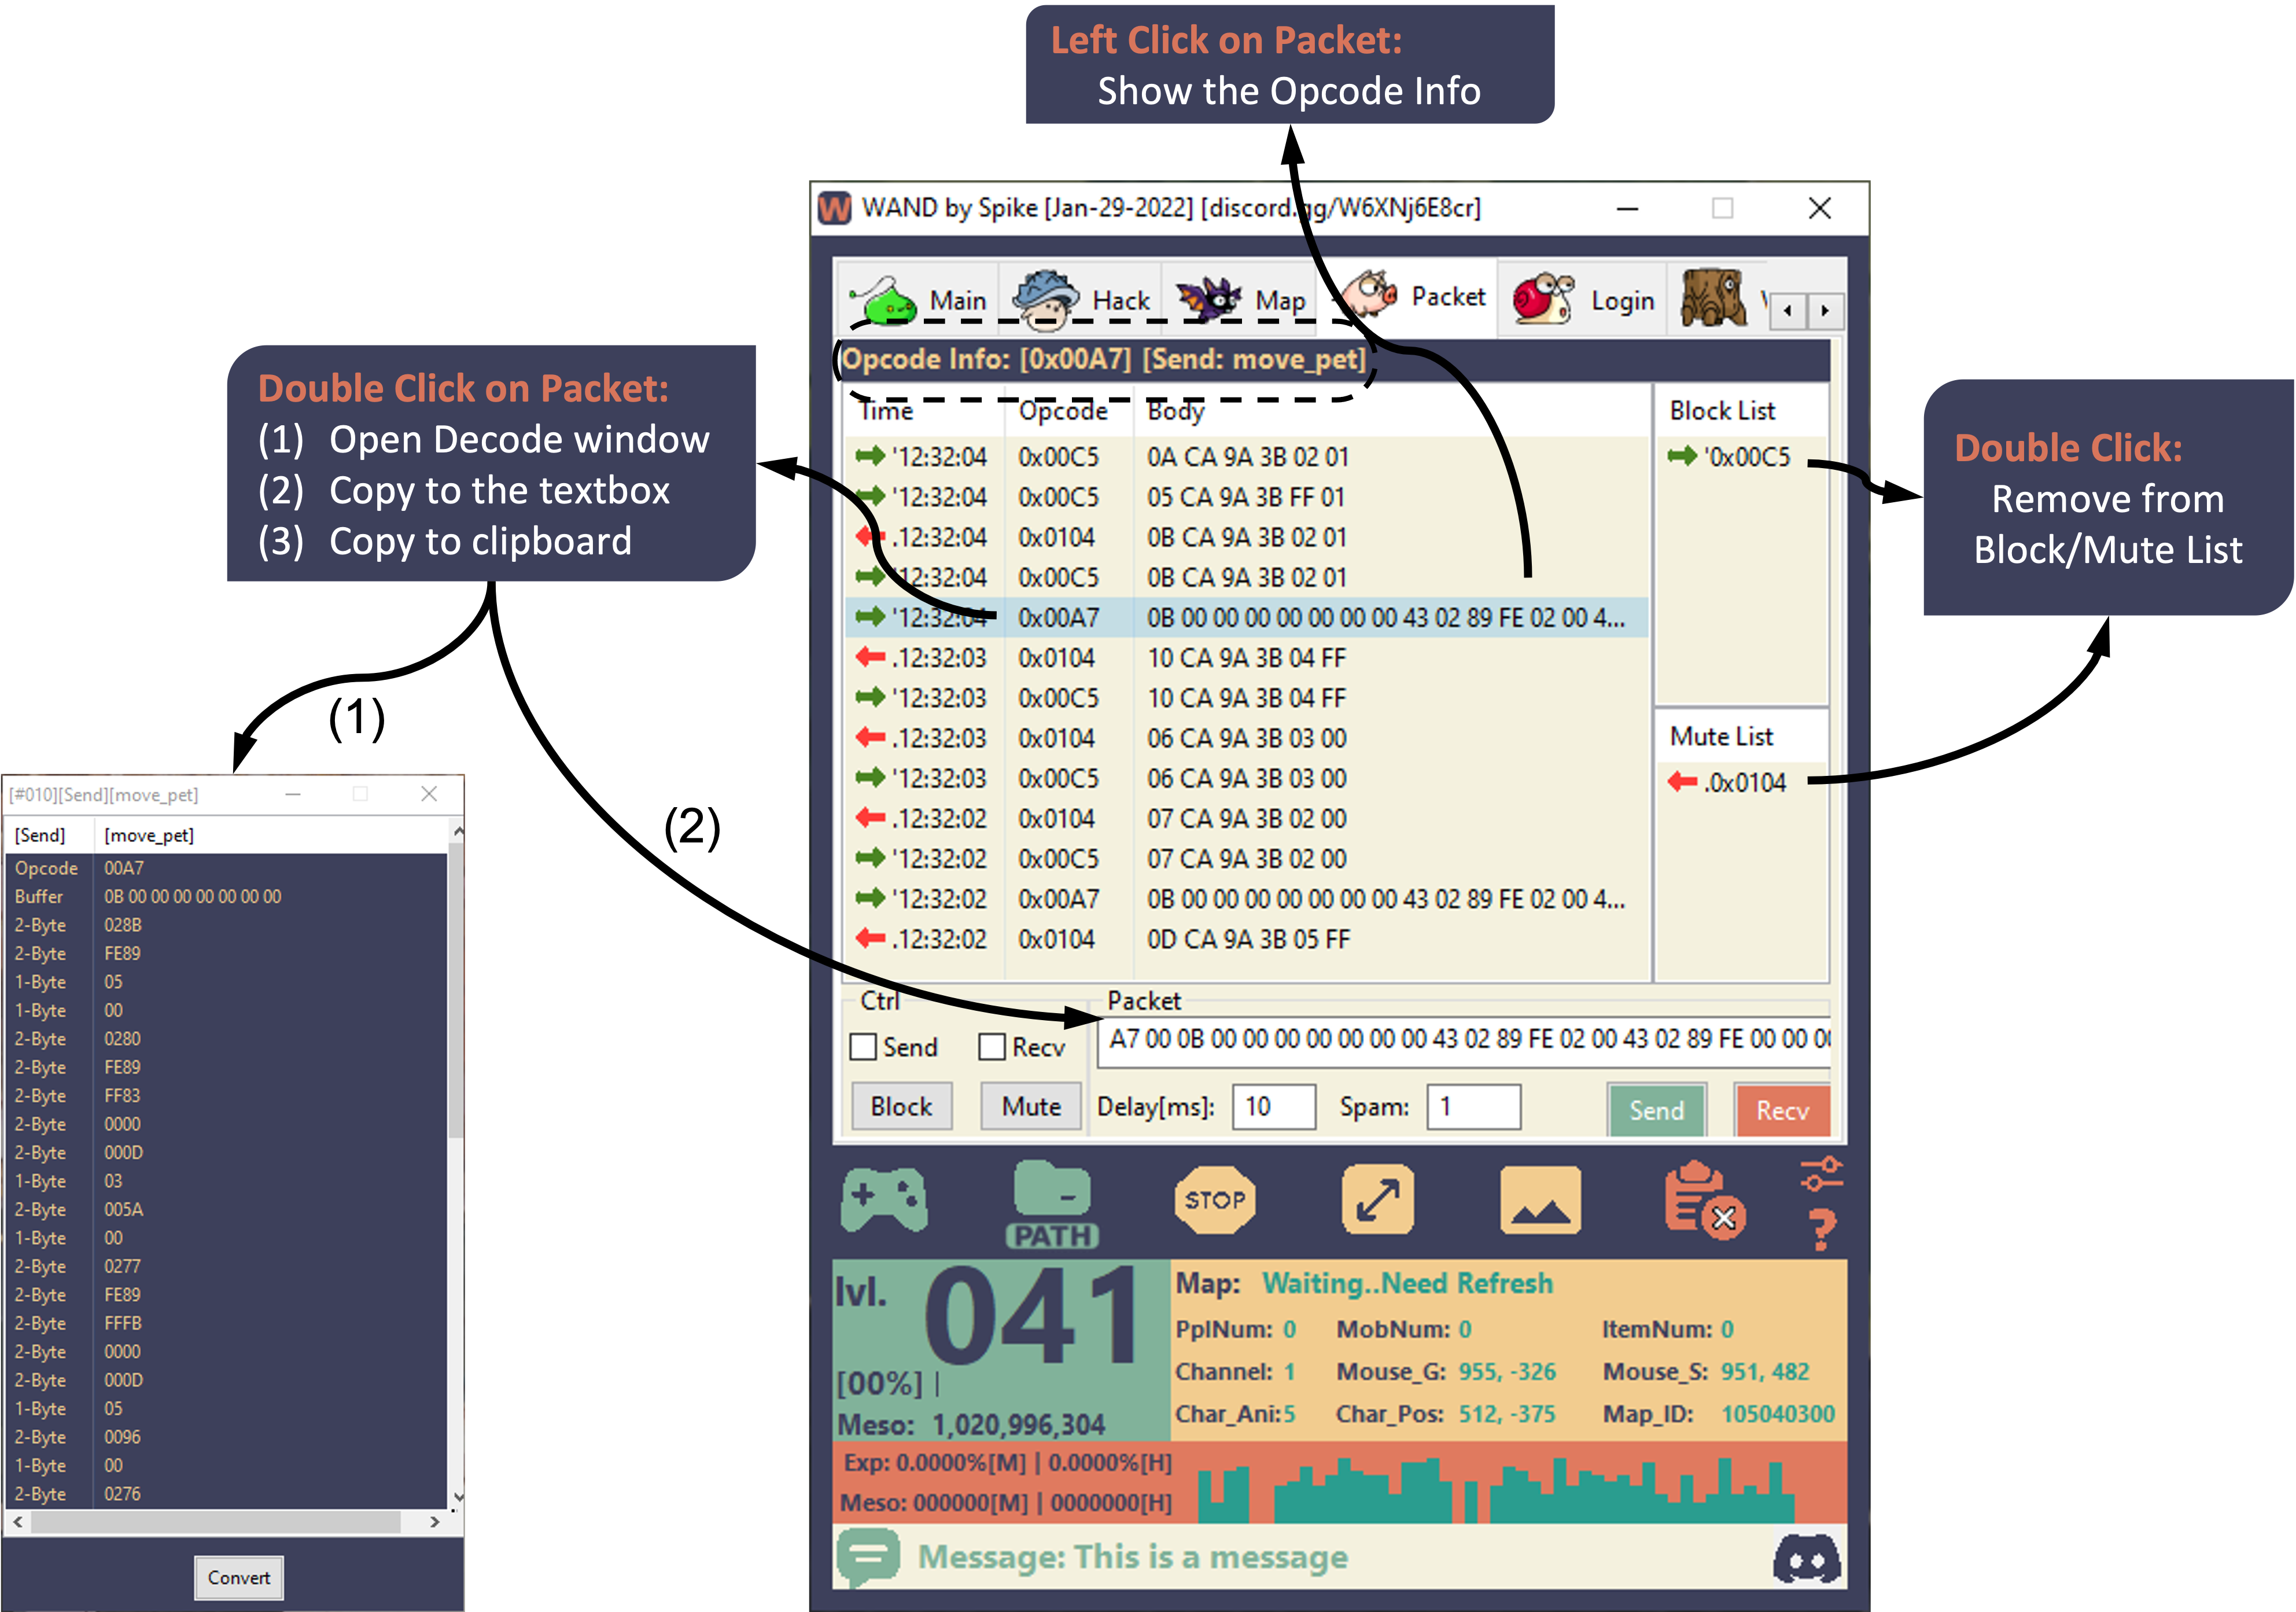 Left Click on Packet:
Show the Opcode Info
WAND by Spike [Jan-29-2022] [discord.gg/W6XNj6E8cr]
Main
Hack
Map
Packet
Login
Opcode Info: [0x00A7] [Send: move_pet]
Time Opcode Body
'12:32:04 0x00C5 0A CA 9A 3B 02 01
'12:32:04 0x00C5 05 CA 9A 3B FF 01
.12:32:04 0x0104 0B CA 9A 3B 02 01
'12:32:04 0x00C5 0B CA 9A 3B 02 01
'12:32:04 0x00A7 0B 00 00 00 00 00 00 00 43 02 89 FE 02 00 4...
.12:32:03 0x0104 10 CA 9A 3B 04 FF
'12:32:03 0x00C5 10 CA 9A 3B 04 FF
.12:32:03 0x0104 06 CA 9A 3B 03 00
'12:32:03 0x00C5 06 CA 9A 3B 03 00
.12:32:02 0x0104 07 CA 9A 3B 02 00
'12:32:02 0x00C5 07 CA 9A 3B 02 00
'12:32:02 0x00A7 0B 00 00 00 00 00 00 00 43 02 89 FE 02 00 4...
.12:32:02 0x0104 0D CA 9A 3B 05 FF
Block List
'0x00C5
Mute List
.0x0104
Double Click:
Remove from
Block/Mute List
Double Click on Packet:
(1) Open Decode window
(2) Copy to the textbox
(3) Copy to clipboard
(1)
(2)
[#010][Send][move_pet]
[Send] [move_pet]
Opcode 00A7
Buffer 0B 00 00 00 00 00 00 00
2-Byte 028B
2-Byte FE89
1-Byte 05
1-Byte 00
2-Byte 0280
2-Byte FE89
2-Byte FF83
2-Byte 0000
2-Byte 000D
1-Byte 03
2-Byte 005A
1-Byte 00
2-Byte 0277
2-Byte FE89
2-Byte FFFB
2-Byte 0000
2-Byte 000D
1-Byte 05
2-Byte 0096
1-Byte 00
2-Byte 0276
Convert
Ctrl
Send
Recv
Block
Mute
Packet
A7 00 0B 00 00 00 00 00 00 00 43 02 89 FE 02 00 43 02 89 FE 00 00 00
Delay[ms]: 10
Spam: 1
Send
Recv
PATH
STOP
?
lvl. 041
[00%] |
Meso: 1,020,996,304
Map: Waiting..Need Refresh
PplNum: 0 MobNum: 0 ItemNum: 0
Channel: 1 Mouse_G: 955, -326 Mouse_S: 951, 482
Char_Ani:5 Char_Pos: 512, -375 Map_ID: 105040300
Exp: 0.0000%[M] | 0.0000%[H]
Meso: 000000[M] | 0000000[H]
Message: This is a message